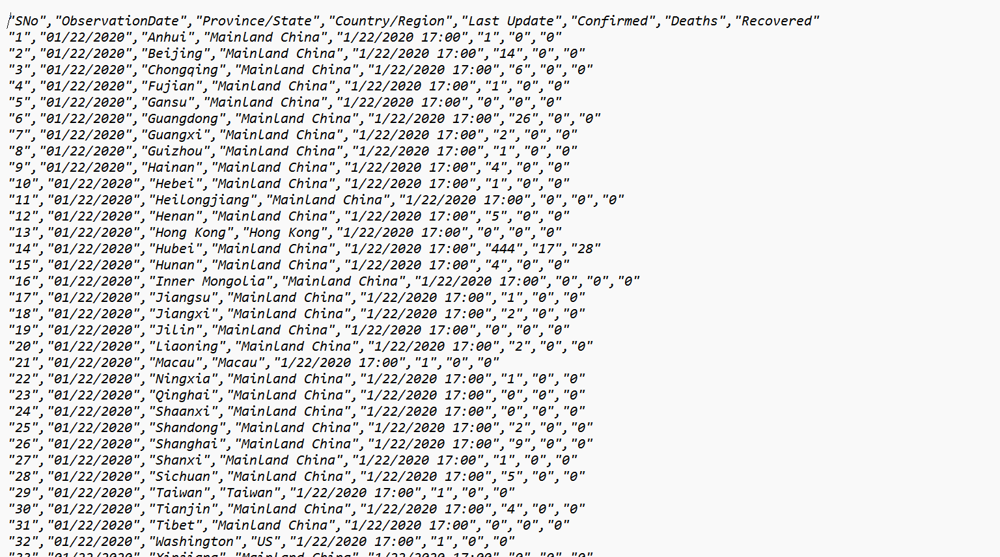 "SNo","ObservationDate","Province/State","Country/Region","Last Update","Confirmed","Deaths","Recovered"
"1","01/22/2020","Anhui","Mainland China","1/22/2020 17:00","1","0","0"
"2","01/22/2020","Beijing","Mainland China","1/22/2020 17:00","14","0","0"
"3","01/22/2020","Chongqing","Mainland China","1/22/2020 17:00","6","0","0"
"4","01/22/2020","Fujian","Mainland China","1/22/2020 17:00","1","0","0"
"5","01/22/2020","Gansu","Mainland China","1/22/2020 17:00","0","0","0"
"6","01/22/2020","Guangdong","Mainland China","1/22/2020 17:00","26","0","0"
"7","01/22/2020","Guangxi","Mainland China","1/22/2020 17:00","2","0","0"
"8","01/22/2020","Guizhou","Mainland China","1/22/2020 17:00","1","0","0"
"9","01/22/2020","Hainan","Mainland China","1/22/2020 17:00","4","0","0"
"10","01/22/2020","Hebei","Mainland China","1/22/2020 17:00","1","0","0"
"11","01/22/2020","Heilongjiang","Mainland China","1/22/2020 17:00","0","0","0"
"12","01/22/2020","Henan","Mainland China","1/22/2020 17:00","5","0","0"
"13","01/22/2020","Hong Kong","Hong Kong","1/22/2020 17:00","0","0","0"
"14","01/22/2020","Hubei","Mainland China","1/22/2020 17:00","444","17","28"
"15","01/22/2020","Hunan","Mainland China","1/22/2020 17:00","4","0","0"
"16","01/22/2020","Inner Mongolia","Mainland China","1/22/2020 17:00","0","0","0"
"17","01/22/2020","Jiangsu","Mainland China","1/22/2020 17:00","1","0","0"
"18","01/22/2020","Jiangxi","Mainland China","1/22/2020 17:00","2","0","0"
"19","01/22/2020","Jilin","Mainland China","1/22/2020 17:00","0","0","0"
"20","01/22/2020","Liaoning","Mainland China","1/22/2020 17:00","2","0","0"
"21","01/22/2020","Macau","Macau","1/22/2020 17:00","1","0","0"
"22","01/22/2020","Ningxia","Mainland China","1/22/2020 17:00","1","0","0"
"23","01/22/2020","Qinghai","Mainland China","1/22/2020 17:00","0","0","0"
"24","01/22/2020","Shaanxi","Mainland China","1/22/2020 17:00","0","0","0"
"25","01/22/2020","Shandong","Mainland China","1/22/2020 17:00","2","0","0"
"26","01/22/2020","Shanghai","Mainland China","1/22/2020 17:00","9","0","0"
"27","01/22/2020","Shanxi","Mainland China","1/22/2020 17:00","1","0","0"
"28","01/22/2020","Sichuan","Mainland China","1/22/2020 17:00","5","0","0"
"29","01/22/2020","Taiwan","Taiwan","1/22/2020 17:00","1","0","0"
"30","01/22/2020","Tianjin","Mainland China","1/22/2020 17:00","4","0","0"
"31","01/22/2020","Tibet","Mainland China","1/22/2020 17:00","0","0","0"
"32","01/22/2020","Washington","US","1/22/2020 17:00","1","0","0"